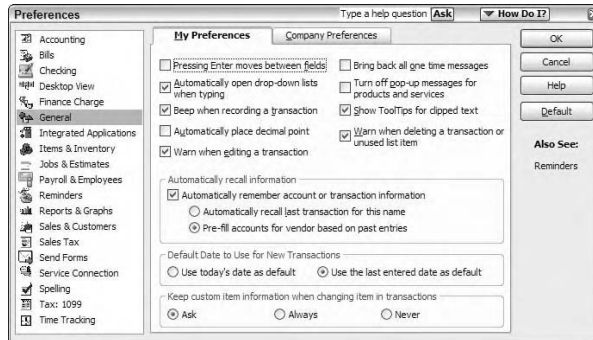 Preferences
Type a help question Ask How Do I?
General
Accounting
Bills
Checking
Desktop View
Finance Charge
General
Integrated Applications
Items & Inventory
Jobs & Estimates
Payroll & Employees
Reminders
Reports & Graphs
Sales & Customers
Sales Tax
Send Forms
Service Connection
Spelling
Tax: 1099
Time Tracking
My Preferences
Company Preferences
Pressing Enter moves between fields
Automatically open drop-down lists
when typing
Beep when recording a transaction
Automatically place decimal point
Warn when editing a transaction
Bring back all one time messages
Turn off pop-up messages for
products and services
Show ToolTips for clipped text
Warn when deleting a transaction or
unused list item
Automatically recall information
Automatically remember account or transaction information
Automatically recall last transaction for this name
Pre-fill accounts for vendor based on past entries
Default Date to Use for New Transactions
Use today's date as default
Use the last entered date as default
Keep custom item information when changing item in transactions
Ask
Always
Never
OK
Cancel
Help
Default
Also See:
Reminders